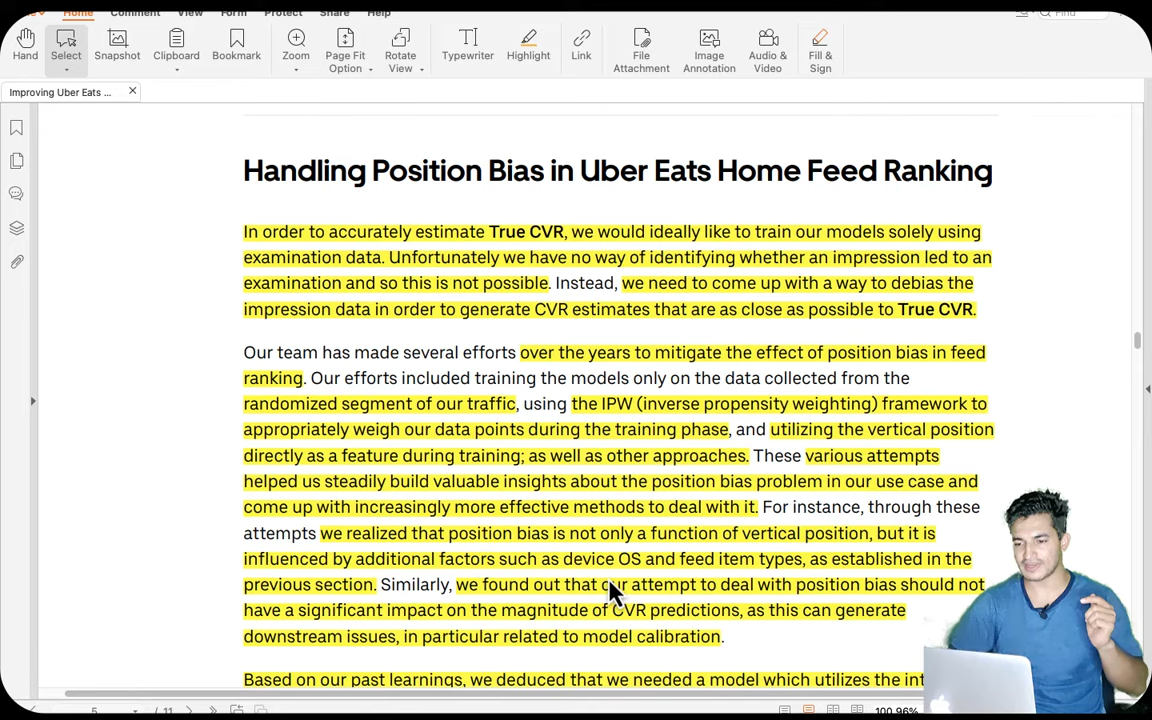 Home Comment View Form Protect Share Help
Find
Hand
Select
Snapshot
Clipboard
Bookmark
Zoom
Page Fit
Option
Rotate
View
Typewriter
Highlight
Link
File
Attachment
Image
Annotation
Audio &
Video
Fill &
Sign
Improving Uber Eats ...
Handling Position Bias in Uber Eats Home Feed Ranking
In order to accurately estimate True CVR, we would ideally like to train our models solely using
examination data. Unfortunately we have no way of identifying whether an impression led to an
examination and so this is not possible. Instead, we need to come up with a way to debias the
impression data in order to generate CVR estimates that are as close as possible to True CVR.
Our team has made several efforts over the years to mitigate the effect of position bias in feed
ranking. Our efforts included training the models only on the data collected from the
randomized segment of our traffic, using the IPW (inverse propensity weighting) framework to
appropriately weigh our data points during the training phase, and utilizing the vertical position
directly as a feature during training; as well as other approaches. These various attempts
helped us steadily build valuable insights about the position bias problem in our use case and
come up with increasingly more effective methods to deal with it. For instance, through these
attempts we realized that position bias is not only a function of vertical position, but it is
influenced by additional factors such as device OS and feed item types, as established in the
previous section. Similarly, we found out that our attempt to deal with position bias should not
have a significant impact on the magnitude of CVR predictions, as this can generate
downstream issues, in particular related to model calibration.
Based on our past learnings, we deduced that we needed a model which utilizes the
5 / 11
100.96%